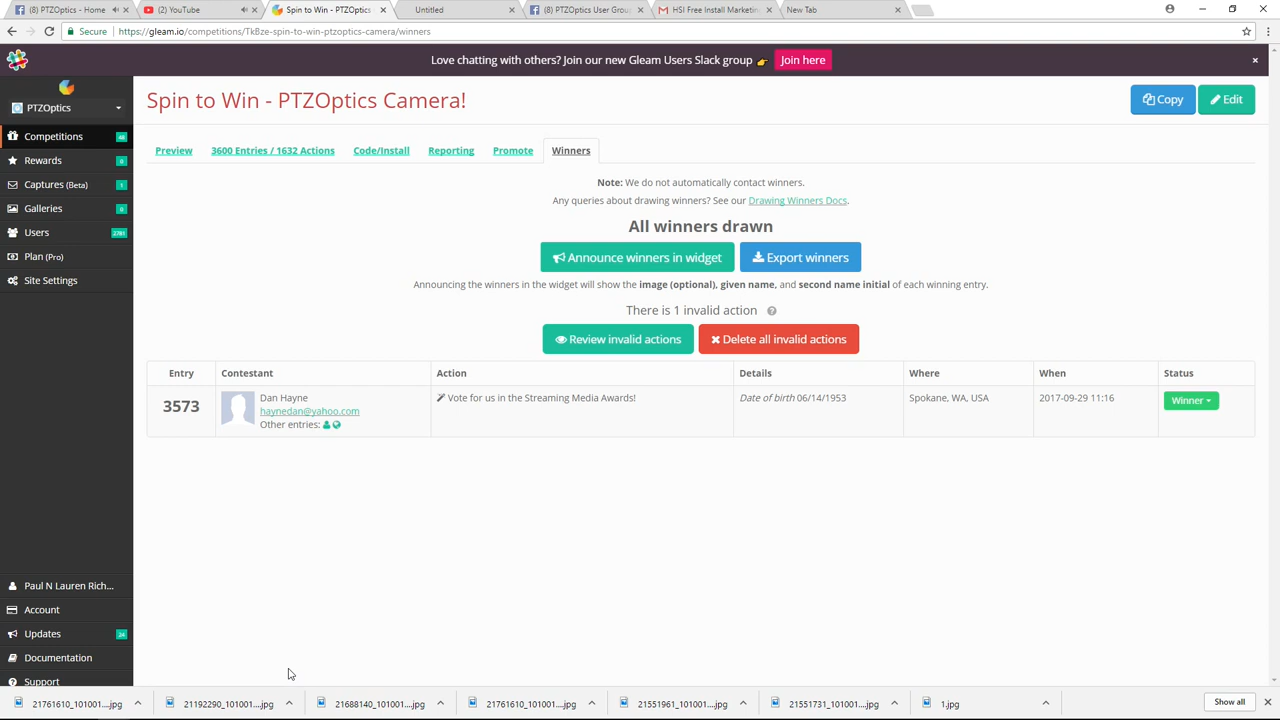 (8) PTZOptics - Home
(2) YouTube
Spin to Win - PTZOptics
Untitled
(8) PTZOptics User Group
HSI Free Install Marketin
New Tab
Secure
https://gleam.io/competitions/TkBze-spin-to-win-ptzoptics-camera/winners
Love chatting with others? Join our new Gleam Users Slack group
Join here
PTZOptics
Competitions 48
Rewards 0
Captures (Beta) 1
Galleries 0
Users 2781
Plan (Pro)
Site Settings
Paul N Lauren Rich...
Account
Updates 24
Documentation
Support
Spin to Win - PTZOptics Camera!
Copy
Edit
Preview
3600 Entries / 1632 Actions
Code/Install
Reporting
Promote
Winners
Note: We do not automatically contact winners.
Any queries about drawing winners? See our Drawing Winners Docs.
All winners drawn
Announce winners in widget
Export winners
Announcing the winners in the widget will show the image (optional), given name, and second name initial of each winning entry.
There is 1 invalid action
Review invalid actions
Delete all invalid actions
Entry Contestant Action Details Where When Status
3573
Dan Hayne
haynedan@yahoo.com
Other entries:
Vote for us in the Streaming Media Awards!
Date of birth 06/14/1953
Spokane, WA, USA
2017-09-29 11:16
Winner
21761610_101001....jpg
21192290_101001....jpg
21688140_101001....jpg
21761610_101001....jpg
21551961_101001....jpg
21551731_101001....jpg
1.jpg
Show all